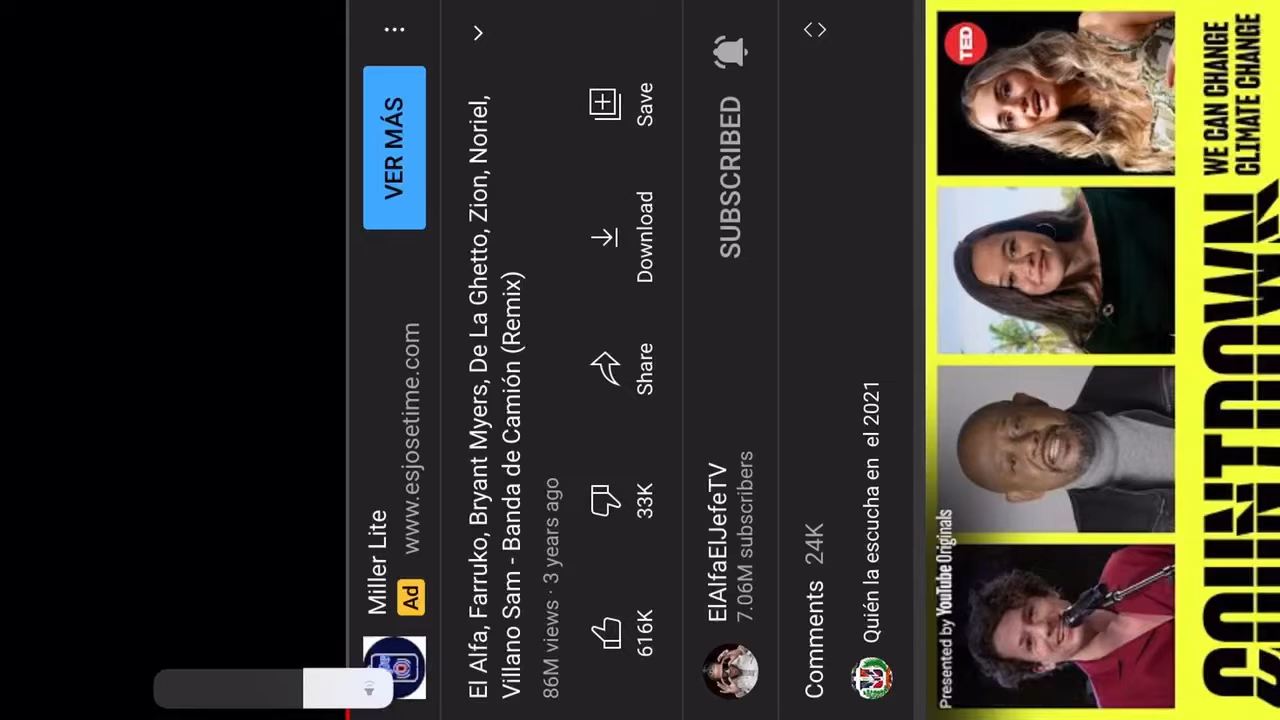 Miller Lite
Ad www.esjosetime.com
VER MÁS
El Alfa, Farruko, Bryant Myers, De La Ghetto, Zion, Noriel,
Villano Sam - Banda de Camión (Remix)
86M views · 3 years ago
616K
33K
Share
Download
Save
ElAlfaElJefeTV
7.06M subscribers
SUBSCRIBED
Comments 24K
Quién la escucha en el 2021
Presented by YouTube Originals
TED
COUNTDOWN
WE CAN CHANGE
CLIMATE CHANGE